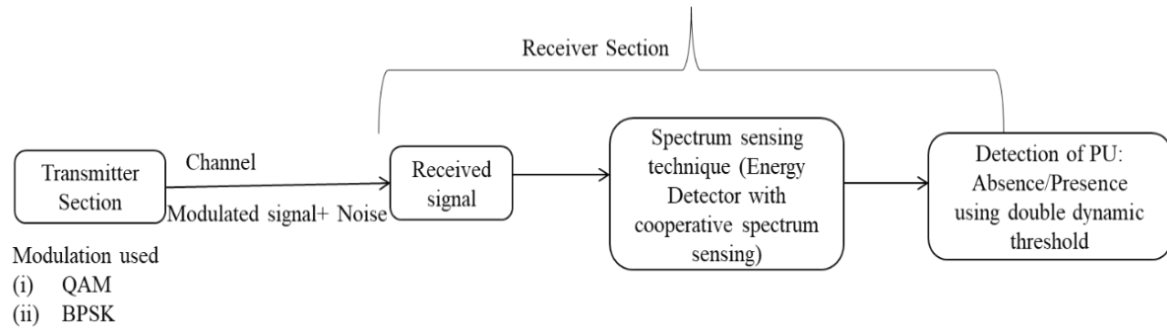 Receiver Section
Transmitter
Section
Channel
Modulated signal+ Noise
Received
signal
Spectrum sensing
technique (Energy
Detector with
cooperative spectrum
sensing)
Detection of PU:
Absence/Presence
using double dynamic
threshold
Modulation used
(i) QAM
(ii) BPSK